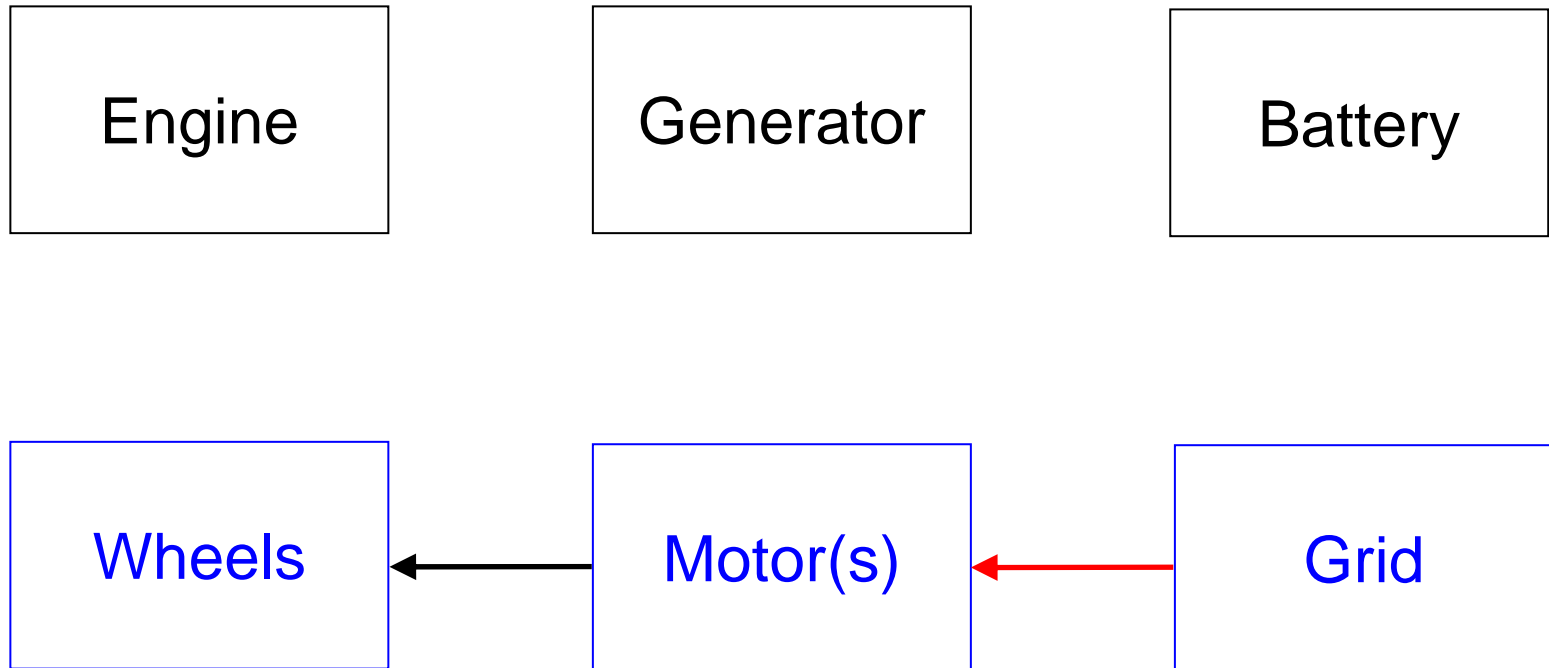 Engine
Generator
Battery
Wheels
Motor(s)
Grid